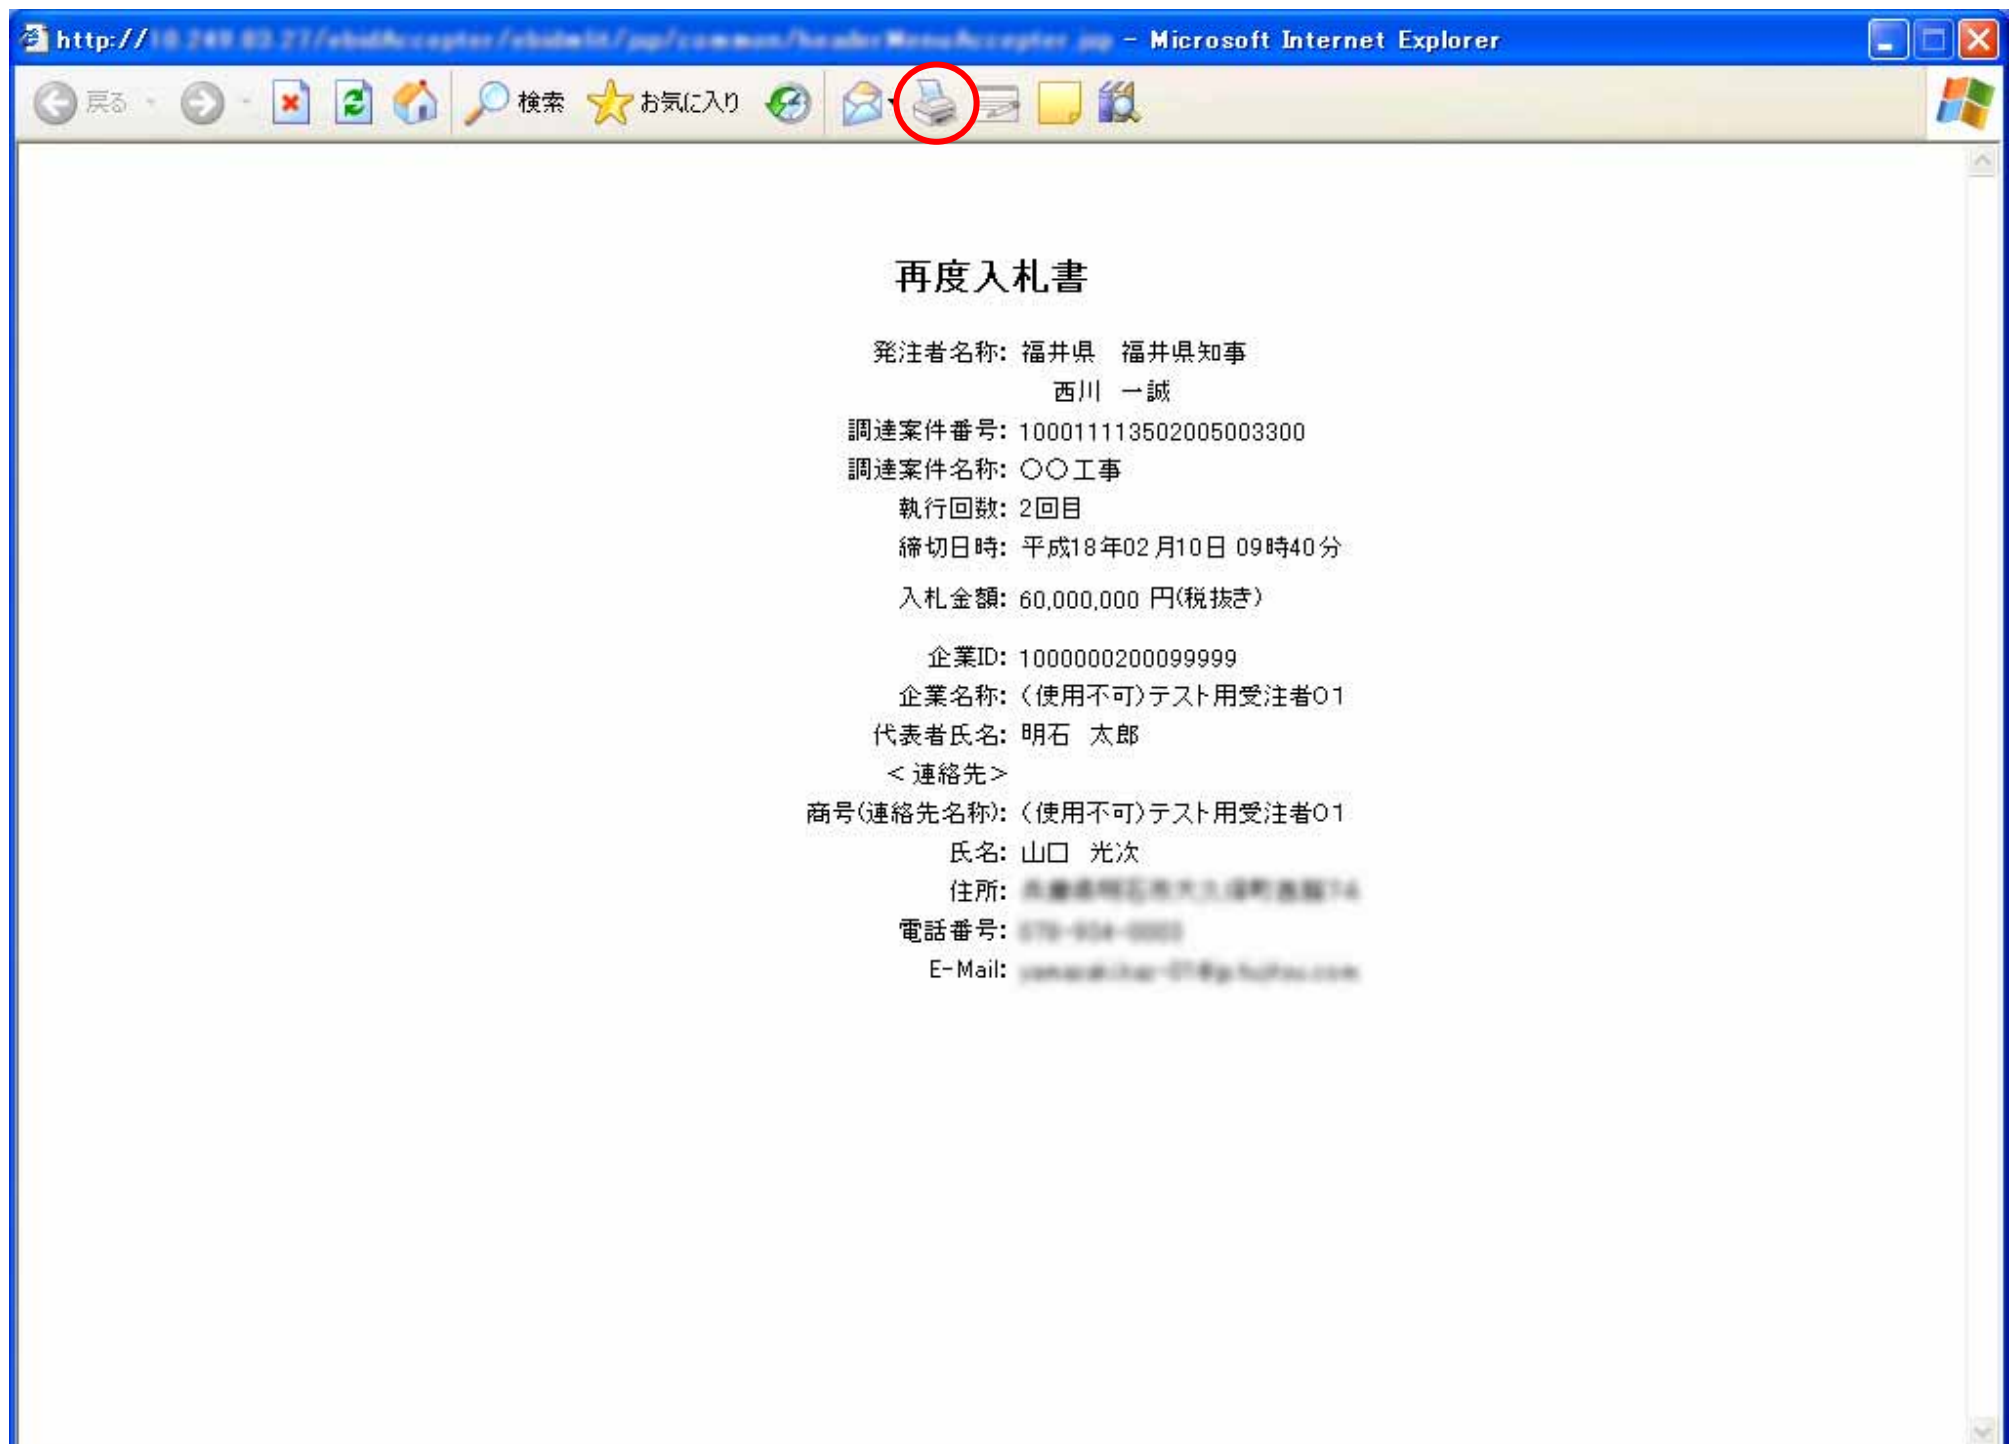 http:// - Microsoft Internet Explorer
戻る 検索 お気に入り
再度入札書
発注者名称: 福井県　福井県知事
西川　一誠
調達案件番号: 100011113502005003300
調達案件名称: 〇〇工事
執行回数: 2回目
締切日時: 平成18年02月10日 09時40分
入札金額: 60,000,000 円(税抜き)
企業ID: 1000000200099999
企業名称: (使用不可)テスト用受注者01
代表者氏名: 明石　太郎
<連絡先>
商号(連絡先名称): (使用不可)テスト用受注者01
氏名: 山口　光次
住所:
電話番号:
E-Mail: